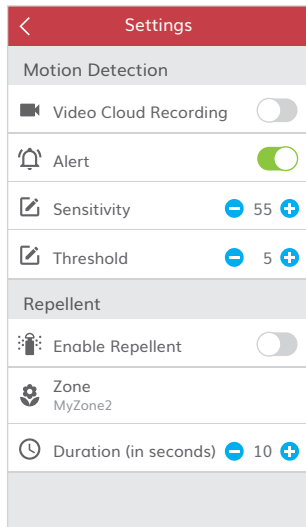 Settings
Motion Detection
Video Cloud Recording
Alert
Sensitivity 55
Threshold 5
Repellent
Enable Repellent
Zone
MyZone2
Duration (in seconds) 10